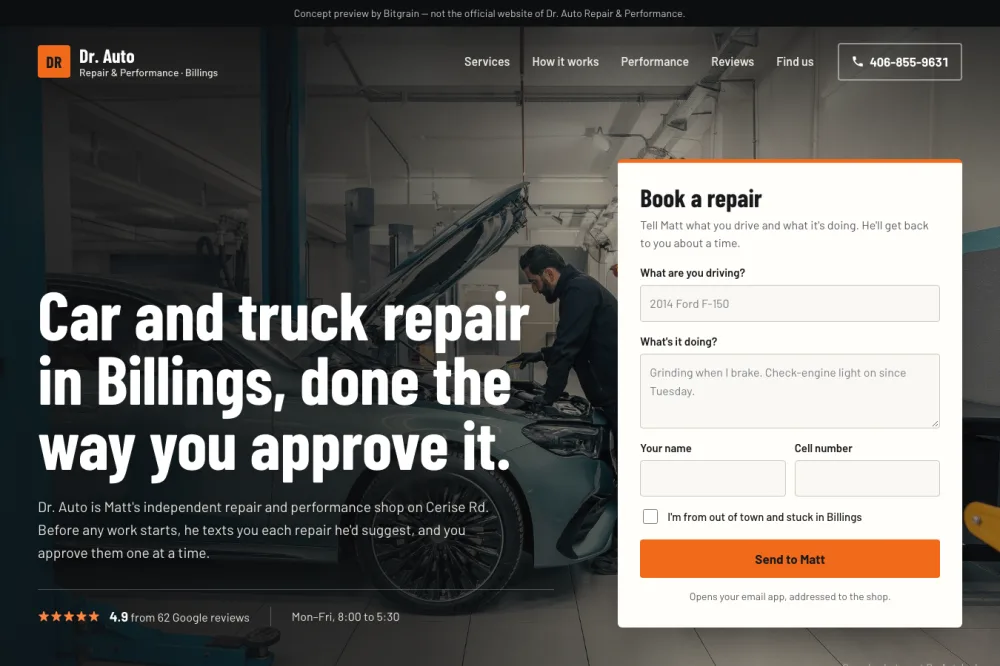 Concept preview by Bitgrain — not the official website of Dr. Auto Repair & Performance.
DR
Dr. Auto
Repair & Performance · Billings
Services
How it works
Performance
Reviews
Find us
406-855-9631
Car and truck repair
in Billings, done the
way you approve it.
Dr. Auto is Matt's independent repair and performance shop on Cerise Rd.
Before any work starts, he texts you each repair he'd suggest, and you
approve them one at a time.
4.9 from 62 Google reviews
Mon–Fri, 8:00 to 5:30
Book a repair
Tell Matt what you drive and what it's doing. He'll get back
to you about a time.
What are you driving?
2014 Ford F-150
What's it doing?
Grinding when I brake. Check-engine light on since
Tuesday.
Your name
Cell number
I'm from out of town and stuck in Billings
Send to Matt
Opens your email app, addressed to the shop.